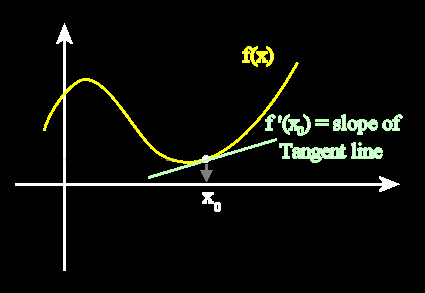 f(x)
f '(x₀) = slope of
Tangent line
x₀